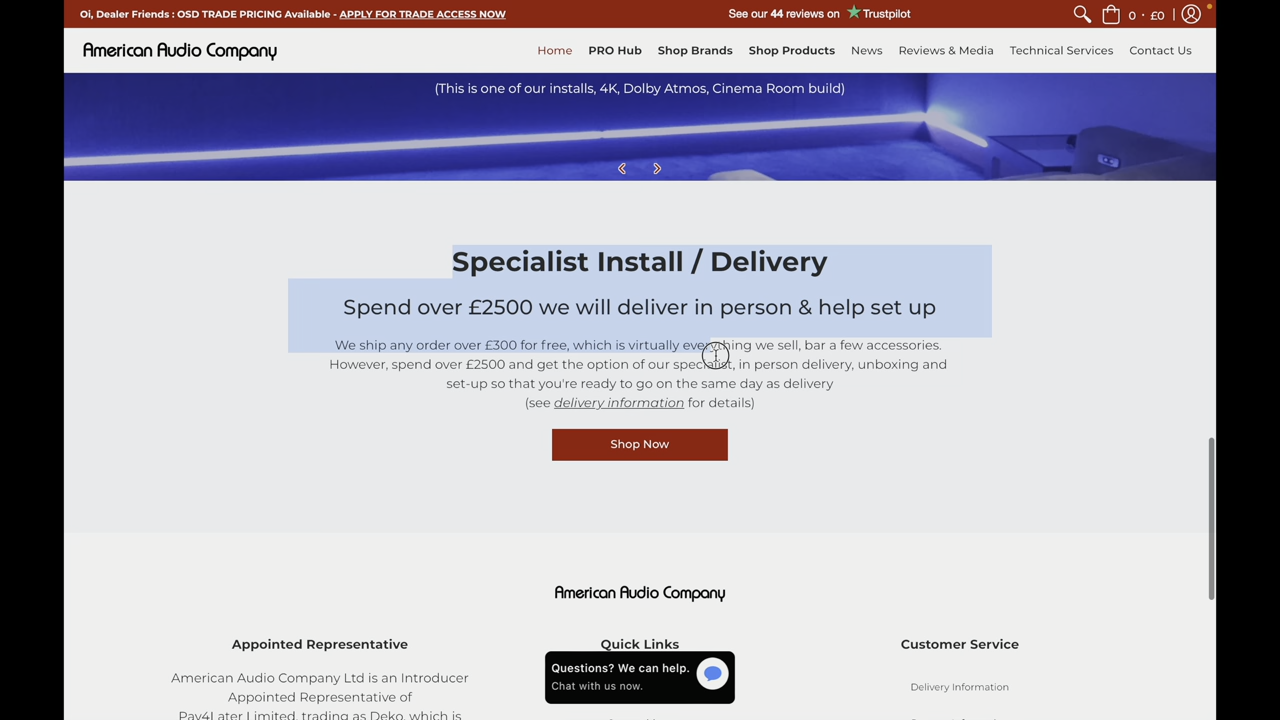 Oi, Dealer Friends : OSD TRADE PRICING Available - APPLY FOR TRADE ACCESS NOW
See our 44 reviews on Trustpilot
0 · £0 |
American Audio Company
Home PRO Hub Shop Brands Shop Products News Reviews & Media Technical Services Contact Us
(This is one of our installs, 4K, Dolby Atmos, Cinema Room build)
Specialist Install / Delivery
Spend over £2500 we will deliver in person & help set up
We ship any order over £300 for free, which is virtually everything we sell, bar a few accessories.
However, spend over £2500 and get the option of our specialist, in person delivery, unboxing and
set-up so that you're ready to go on the same day as delivery
(see delivery information for details)
Shop Now
American Audio Company
Appointed Representative
American Audio Company Ltd is an Introducer
Appointed Representative of
Pay4Later Limited, trading as Deko, which is
Quick Links
Questions? We can help.
Chat with us now.
Customer Service
Delivery Information